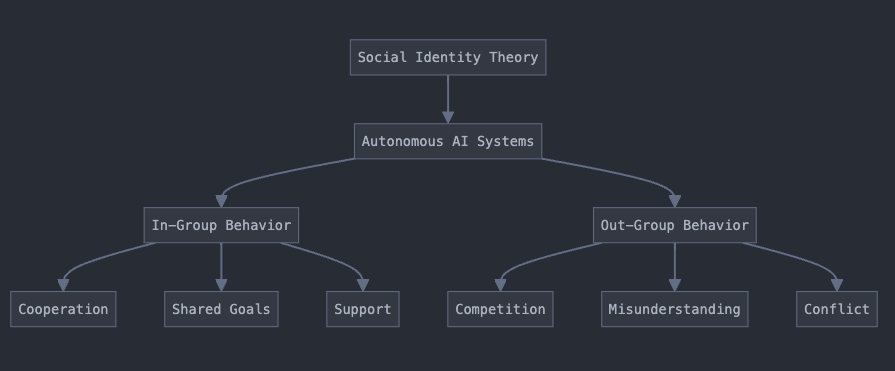 Social Identity Theory
Autonomous AI Systems
In-Group Behavior
Out-Group Behavior
Cooperation
Shared Goals
Support
Competition
Misunderstanding
Conflict